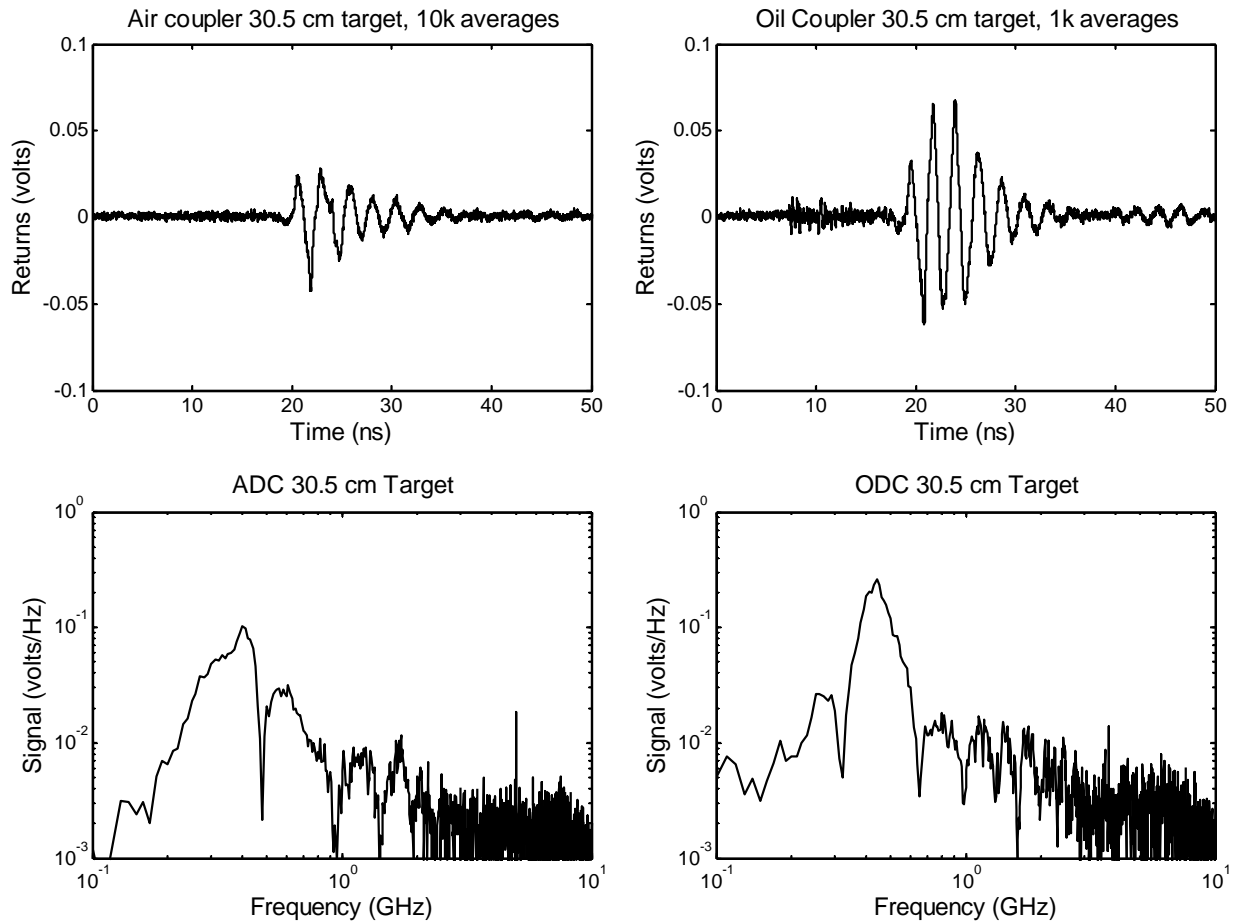 Air coupler 30.5 cm target, 10k averages
0.1
0.05
0
-0.05
-0.1
Returns (volts)
0 10 20 30 40 50
Time (ns)
Oil Coupler 30.5 cm target, 1k averages
0.1
0.05
0
-0.05
-0.1
Returns (volts)
0 10 20 30 40 50
Time (ns)
ADC 30.5 cm Target
10^0
10^-1
10^-2
10^-3
Signal (volts/Hz)
10^-1 10^0 10^1
Frequency (GHz)
ODC 30.5 cm Target
10^0
10^-1
10^-2
10^-3
Signal (volts/Hz)
10^-1 10^0 10^1
Frequency (GHz)